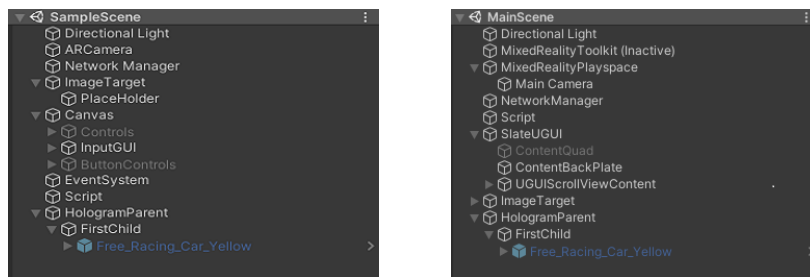 SampleScene
Directional Light
ARCamera
Network Manager
ImageTarget
PlaceHolder
Canvas
Controls
InputGUI
ButtonControls
EventSystem
Script
HologramParent
FirstChild
Free_Racing_Car_Yellow
MainScene
Directional Light
MixedRealityToolkit (Inactive)
MixedRealityPlayspace
Main Camera
NetworkManager
Script
SlateUGUI
ContentQuad
ContentBackPlate
UGUIScrollViewContent
ImageTarget
HologramParent
FirstChild
Free_Racing_Car_Yellow